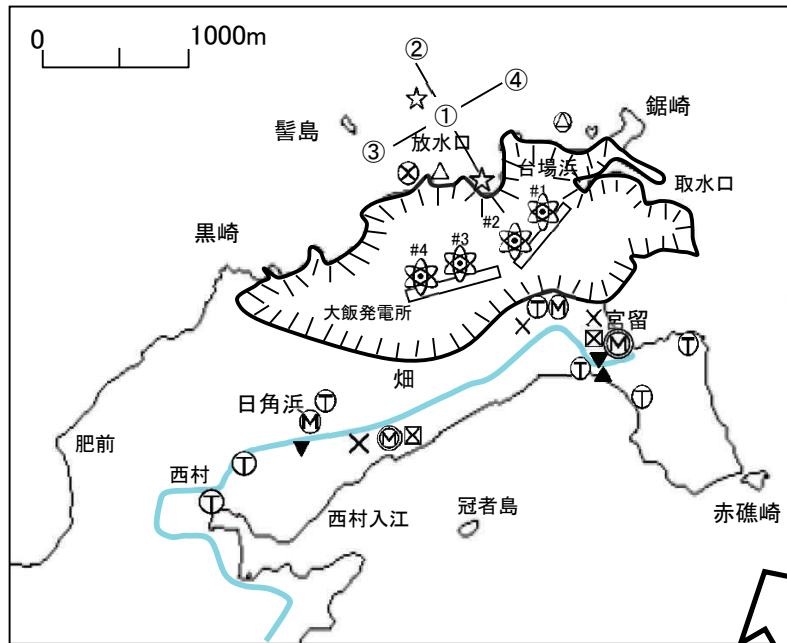 0 1000m
②
④
①
鋸崎
髻島
③
放水口
台場浜
取水口
#1
#2
黒崎
#3
#4
大飯発電所
T M
宮留
M
T
畑
T
日角浜
T
M
T
肥前
M
T
西村
T
西村入江
冠者島
赤礁崎